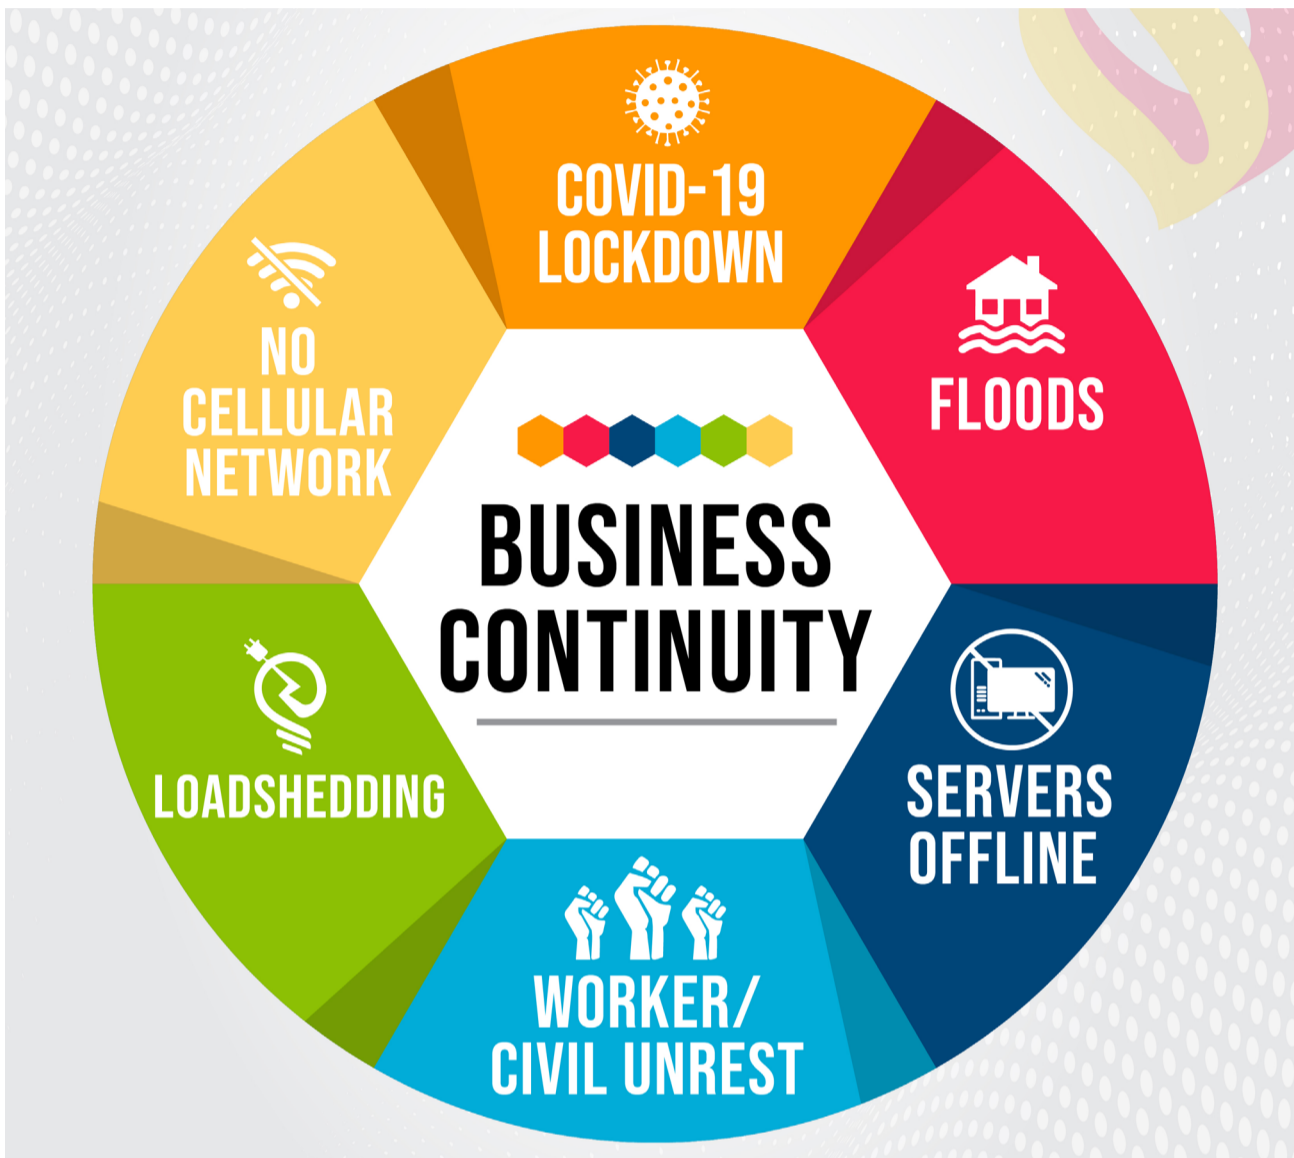 COVID-19
LOCKDOWN
FLOODS
SERVERS
OFFLINE
WORKER/
CIVIL UNREST
LOADSHEDDING
NO
CELLULAR
NETWORK
BUSINESS
CONTINUITY